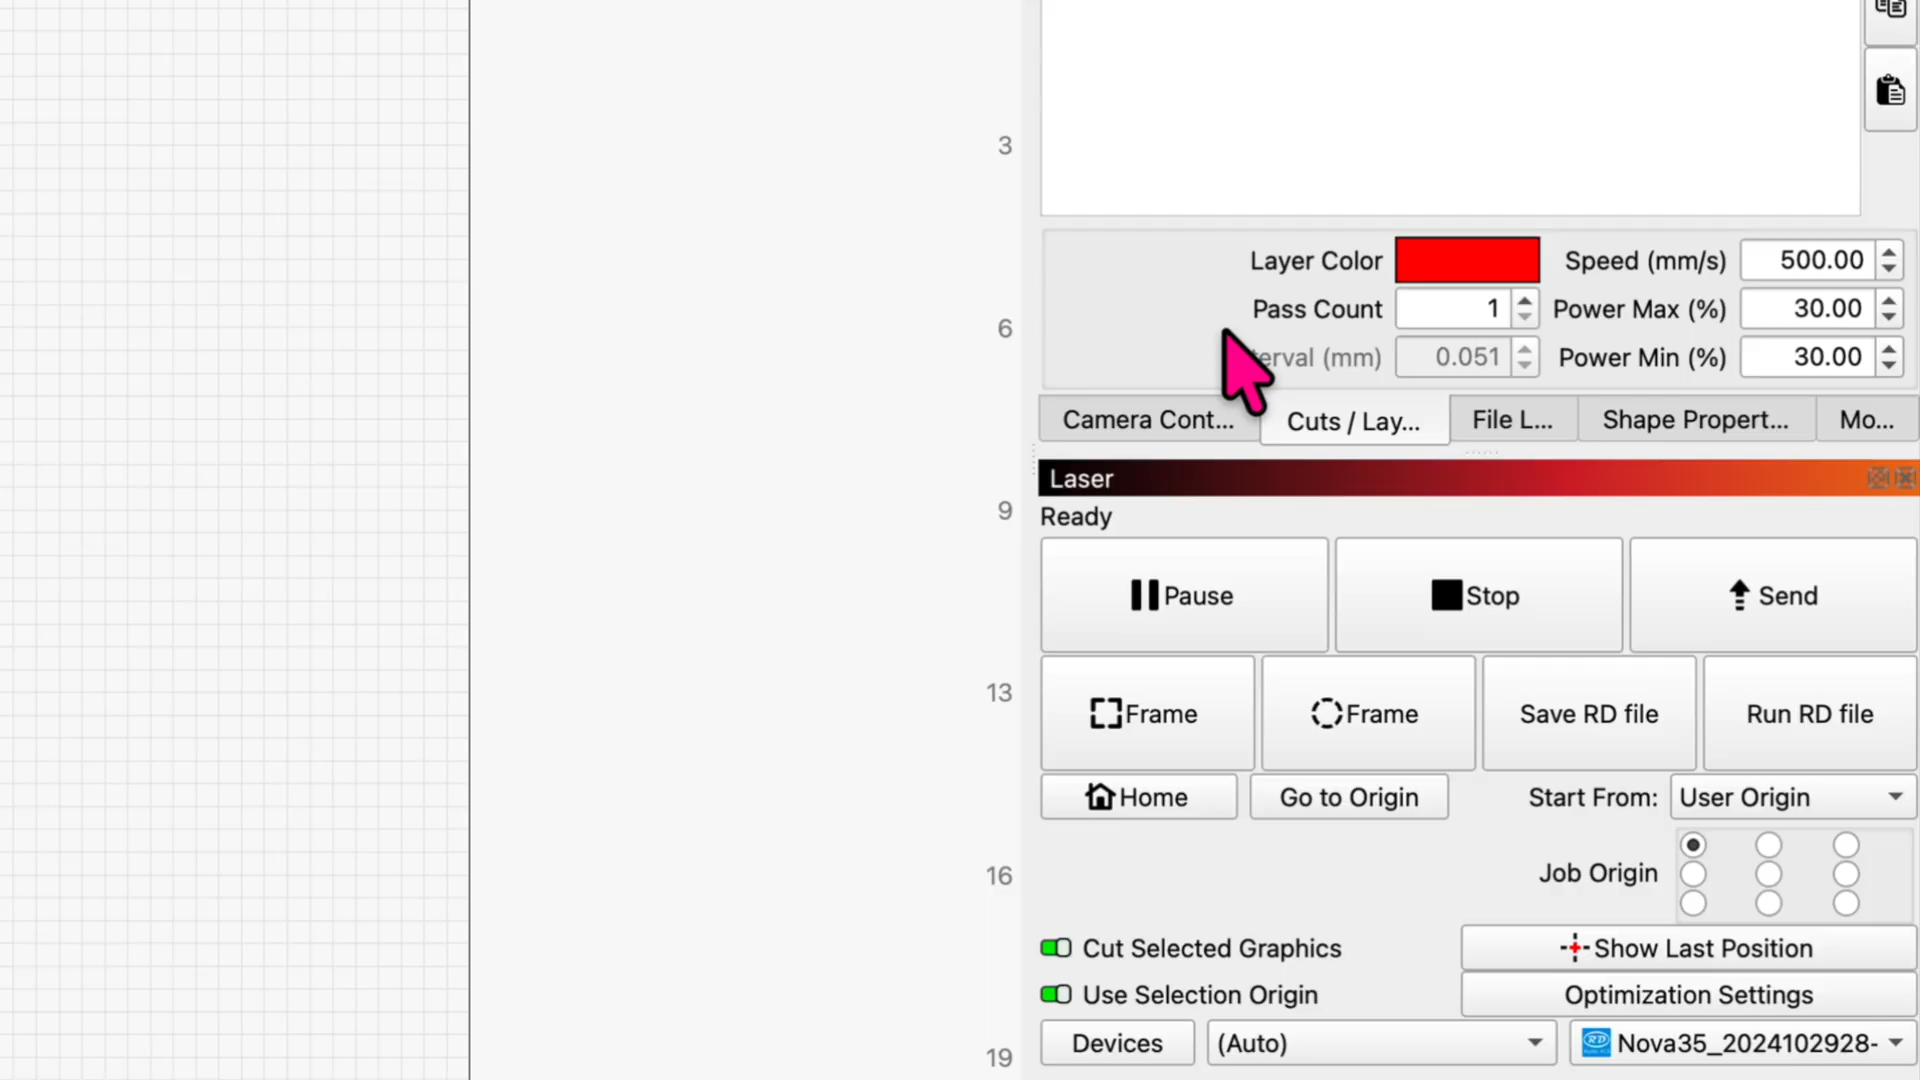 3
Layer Color
Speed (mm/s) 500.00
6
Pass Count 1
Power Max (%) 30.00
(mm) 0.051
Power Min (%) 30.00
Camera Cont...
Cuts / Lay...
File L...
Shape Propert...
Mo...
Laser
9
Ready
Pause
Stop
Send
13
Frame
Frame
Save RD file
Run RD file
Home
Go to Origin
Start From: User Origin
16
Job Origin
Cut Selected Graphics
Show Last Position
Use Selection Origin
Optimization Settings
19
Devices
(Auto)
RD Nova35_2024102928-